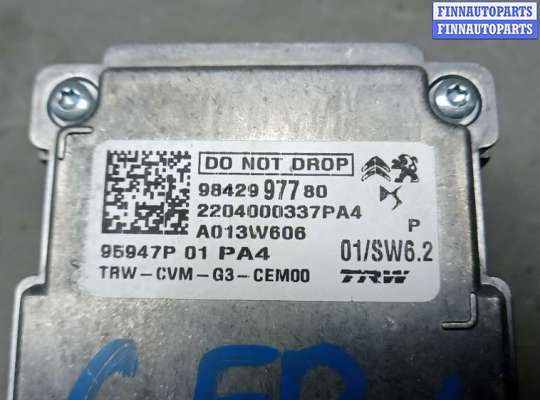 FINNAUTOPARTS
FINNAUTOPARTS
DO NOT DROP
98429 977 80
2204000337PA4
A013W606
P
95947P 01 PA4
01/SW6.2
TRW-CVM-G3-CEM00
TRW